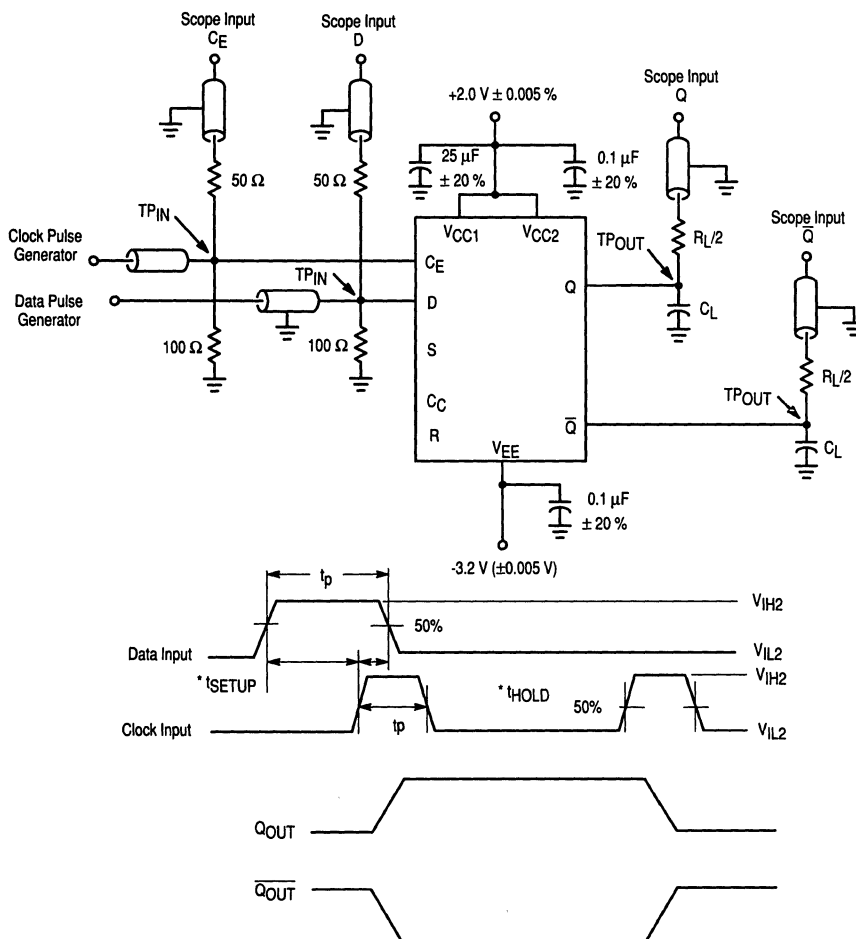 Scope Input
CE
Scope Input
D
+2.0 V ± 0.005 %
Scope Input
Q
25 µF
± 20 %
0.1 µF
± 20 %
50 Ω
50 Ω
RL/2
Scope Input
Q̅
TPIN
VCC1
VCC2
TPOUT
Clock Pulse
Generator
CE
TPIN
Q
CL
Data Pulse
Generator
D
100 Ω
100 Ω
S
RL/2
CC
TPOUT
R
Q̅
CL
VEE
0.1 µF
± 20 %
-3.2 V (±0.005 V)
tp
VIH2
50%
Data Input
VIL2
* tSETUP
* tHOLD
VIH2
50%
Clock Input
tp
VIL2
QOUT
Q̅O̅U̅T̅